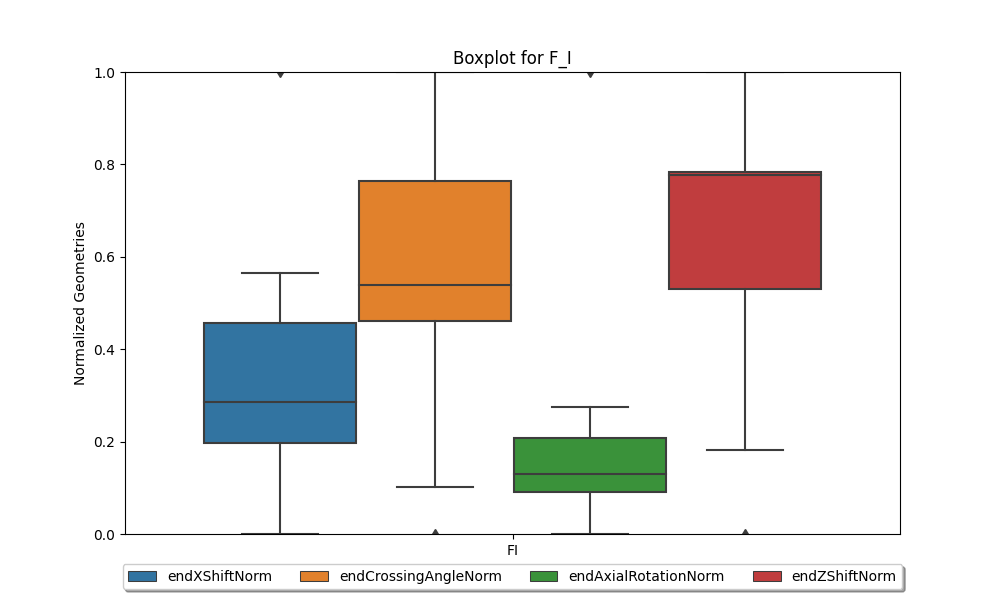 Boxplot for F_I
1.0
0.8
0.6
0.4
0.2
0.0
Normalized Geometries
FI
endXShiftNorm endCrossingAngleNorm endAxialRotationNorm endZShiftNorm